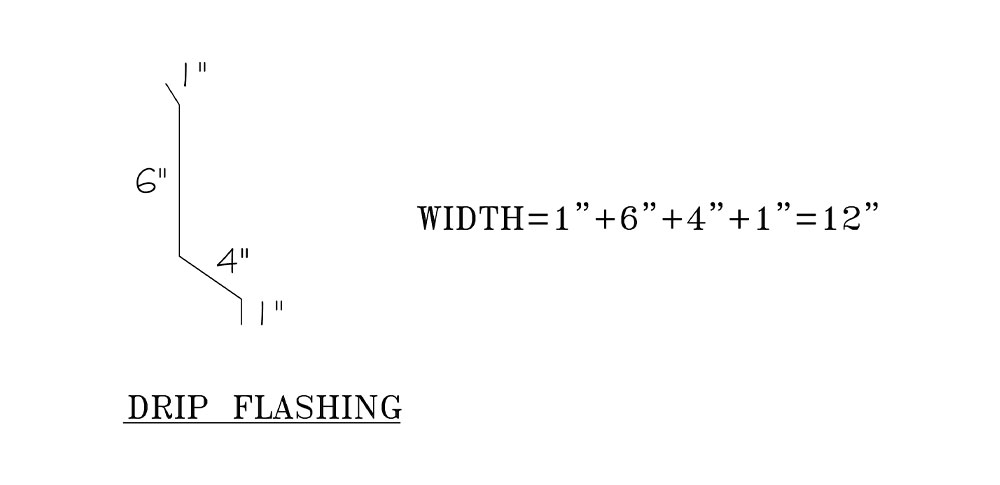 1"
6"
WIDTH=1”+6”+4”+1”=12”
4"
1"
DRIP FLASHING